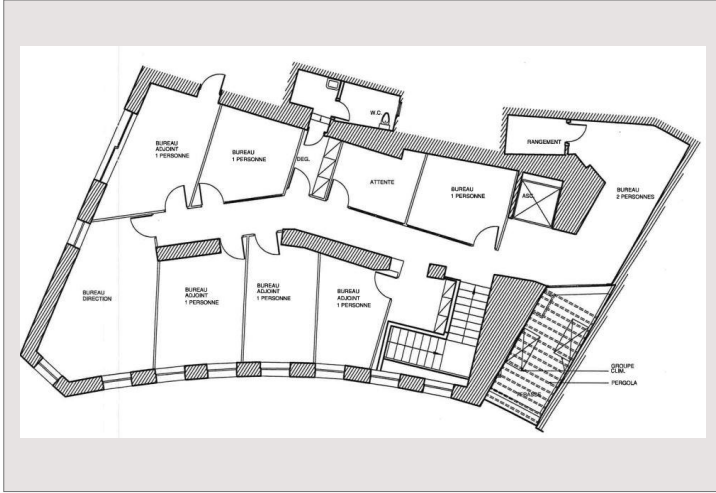 BUREAU
ADJOINT
1 PERSONNE
BUREAU
1 PERSONNE
W.C.
DEG.
ATTENTE
BUREAU
1 PERSONNE
ASC.
RANGEMENT
BUREAU
2 PERSONNES
BUREAU
DIRECTION
BUREAU
ADJOINT
1 PERSONNE
BUREAU
ADJOINT
1 PERSONNE
BUREAU
ADJOINT
1 PERSONNE
GROUPE
CLIM.
PERGOLA
TERASSE